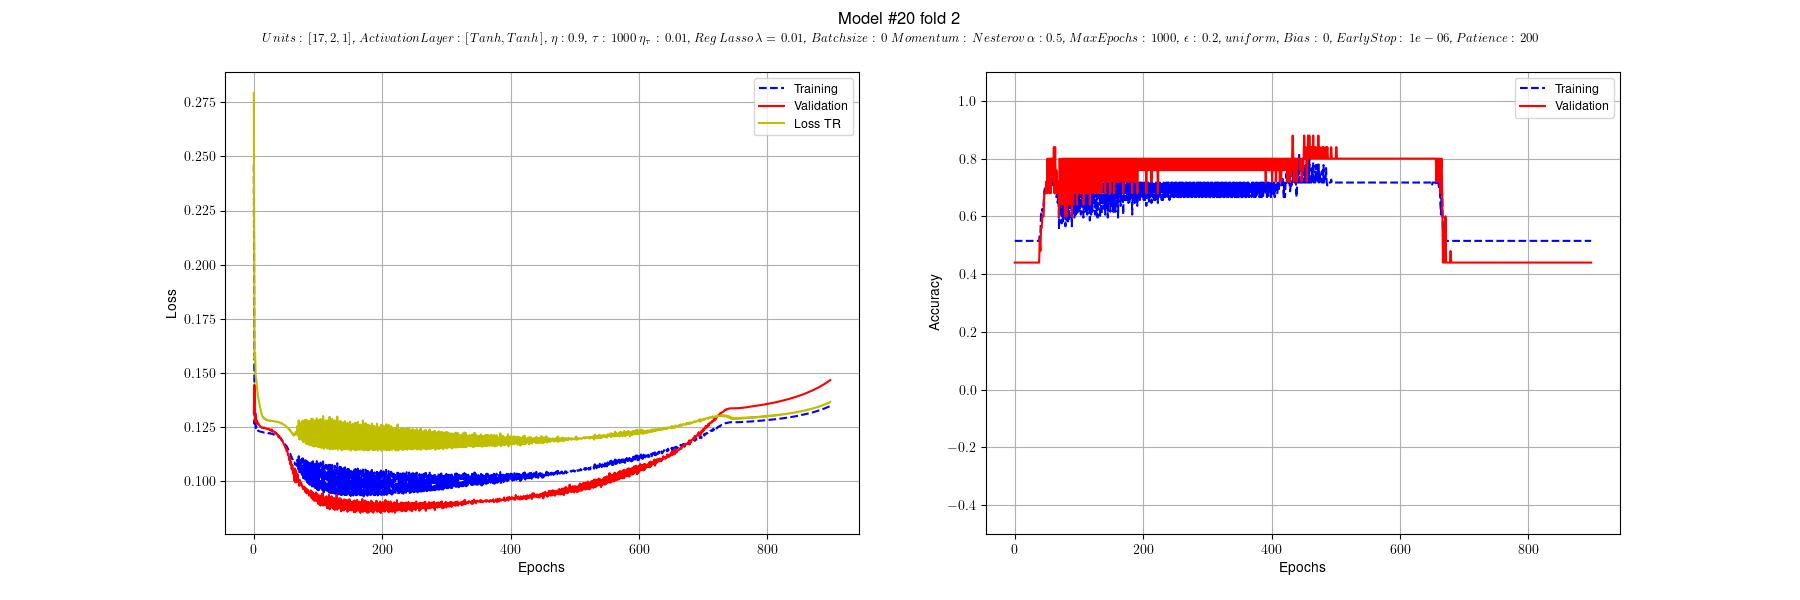 Model #20 fold 2
Units : [17, 2, 1], ActivationLayer : [Tanh, Tanh], η : 0.9, τ : 1000 η_τ : 0.01, Reg Lasso λ = 0.01, Batchsize : 0 Momentum : Nesterov α : 0.5, MaxEpochs : 1000, ϵ : 0.2, uniform, Bias : 0, EarlyStop : 1e − 06, Patience : 200
Training
Validation
Loss TR
0.275
0.250
0.225
0.200
0.175
0.150
0.125
0.100
Loss
0
200
400
600
800
Epochs
Training
Validation
1.0
0.8
0.6
0.4
0.2
0.0
−0.2
−0.4
Accuracy
0
200
400
600
800
Epochs